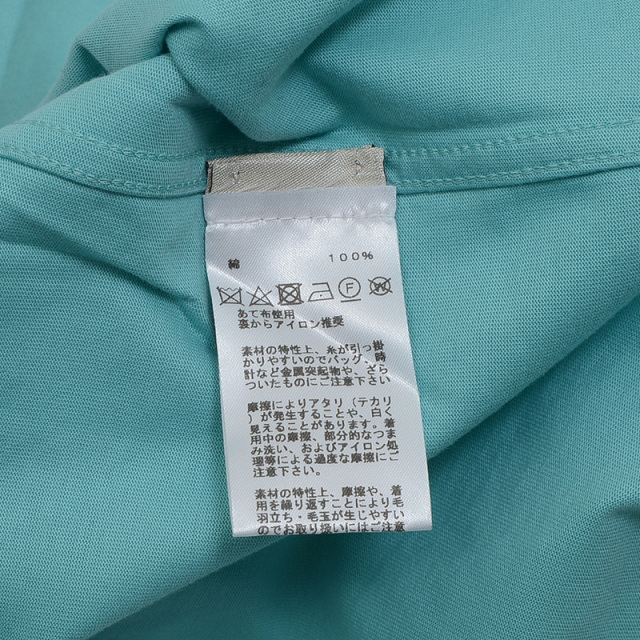 綿 100%
F W
あて布使用
裏からアイロン推奨
素材の特性上、糸が引っ掛
かりやすいのでバッグ、時
計など金属突起物や、ざら
ついたものにご注意下さい
摩擦によりアタリ（テカリ
）が発生することや、白く
見えることがあります。着
用中の摩擦、部分的なつま
み洗い、およびアイロン処
理等による過度な摩擦にご
注意下さい。
素材の特性上、摩擦や、着
用を繰り返すことにより毛
羽立ち・毛玉が生じやすい
のでお取り扱いにはご注意